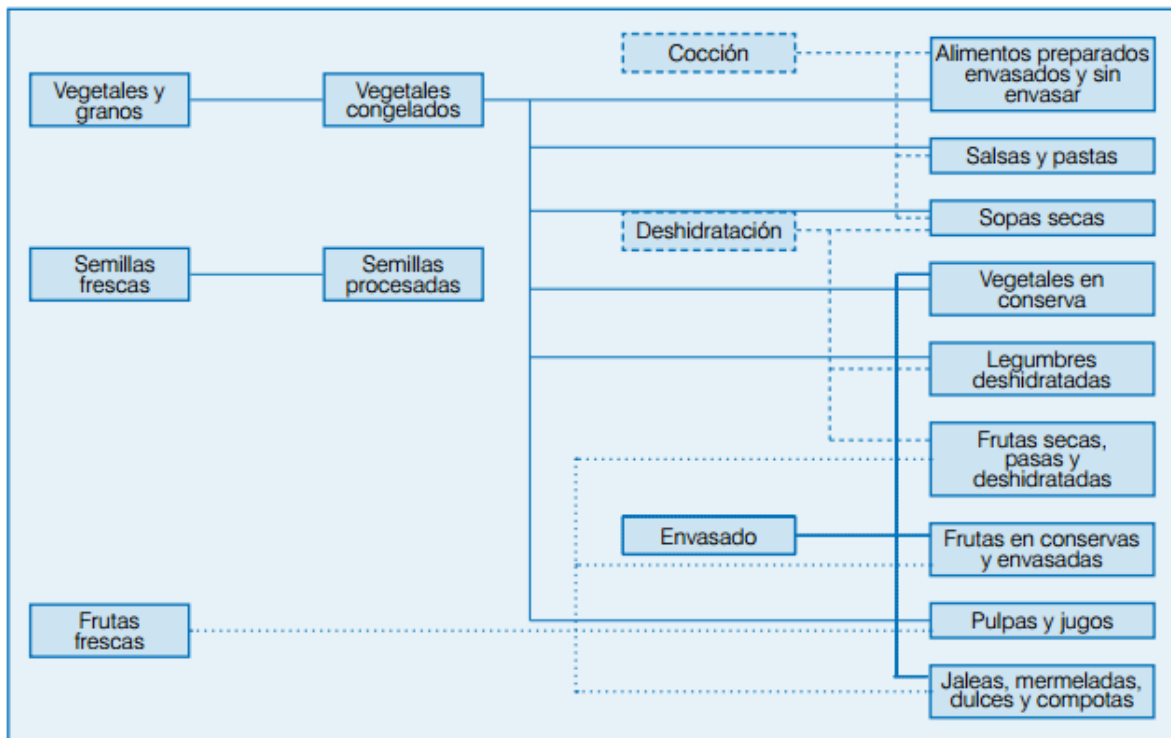 Cocción
Alimentos preparados
envasados y sin
envasar
Vegetales y
granos
Vegetales
congelados
Salsas y pastas
Sopas secas
Deshidratación
Semillas
frescas
Semillas
procesadas
Vegetales en
conserva
Legumbres
deshidratadas
Frutas secas,
pasas y
deshidratadas
Envasado
Frutas en conservas
y envasadas
Frutas
frescas
Pulpas y jugos
Jaleas, mermeladas,
dulces y compotas